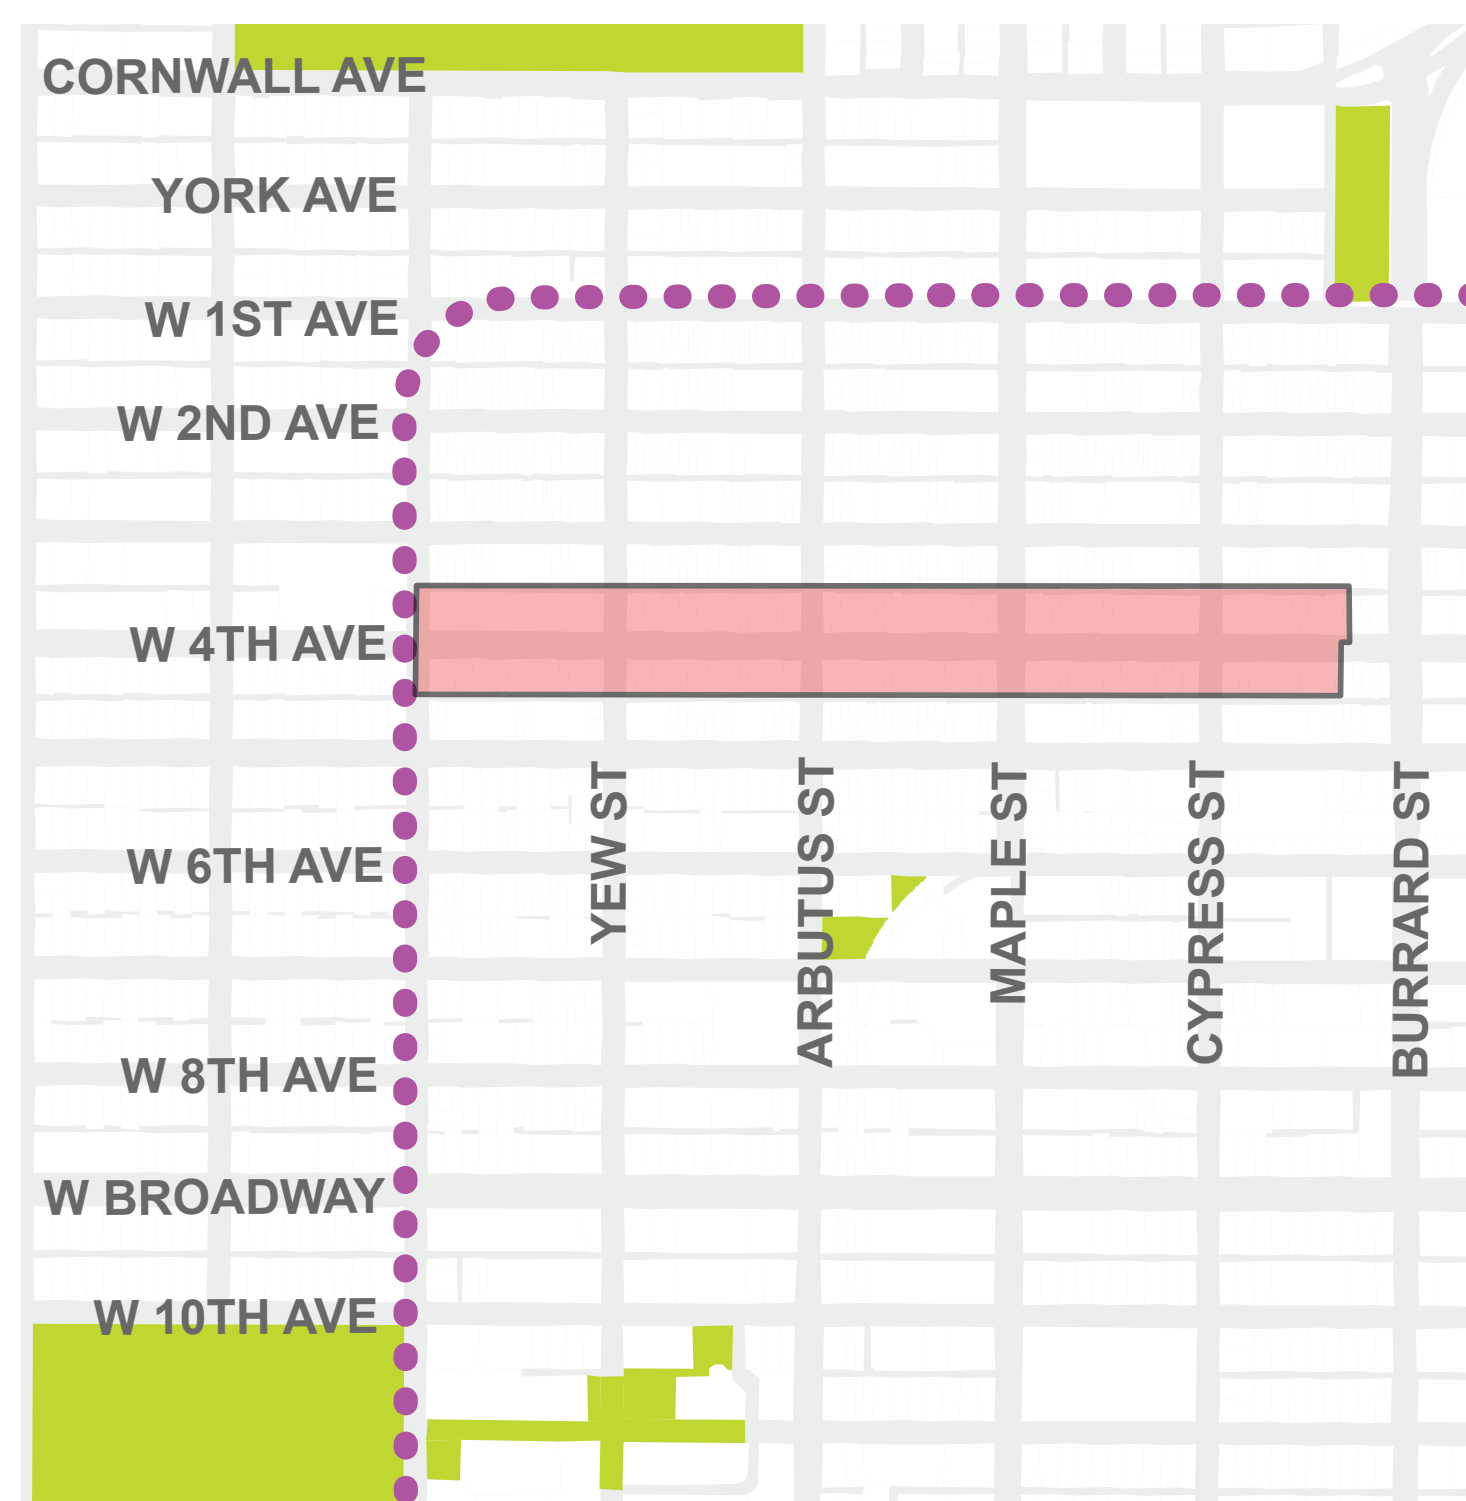 CORNWALL AVE
YORK AVE
W 1ST AVE
W 2ND AVE
W 4TH AVE
W 6TH AVE
W 8TH AVE
W BROADWAY
W 10TH AVE
YEW ST
ARBUTUS ST
MAPLE ST
CYPRESS ST
BURRARD ST